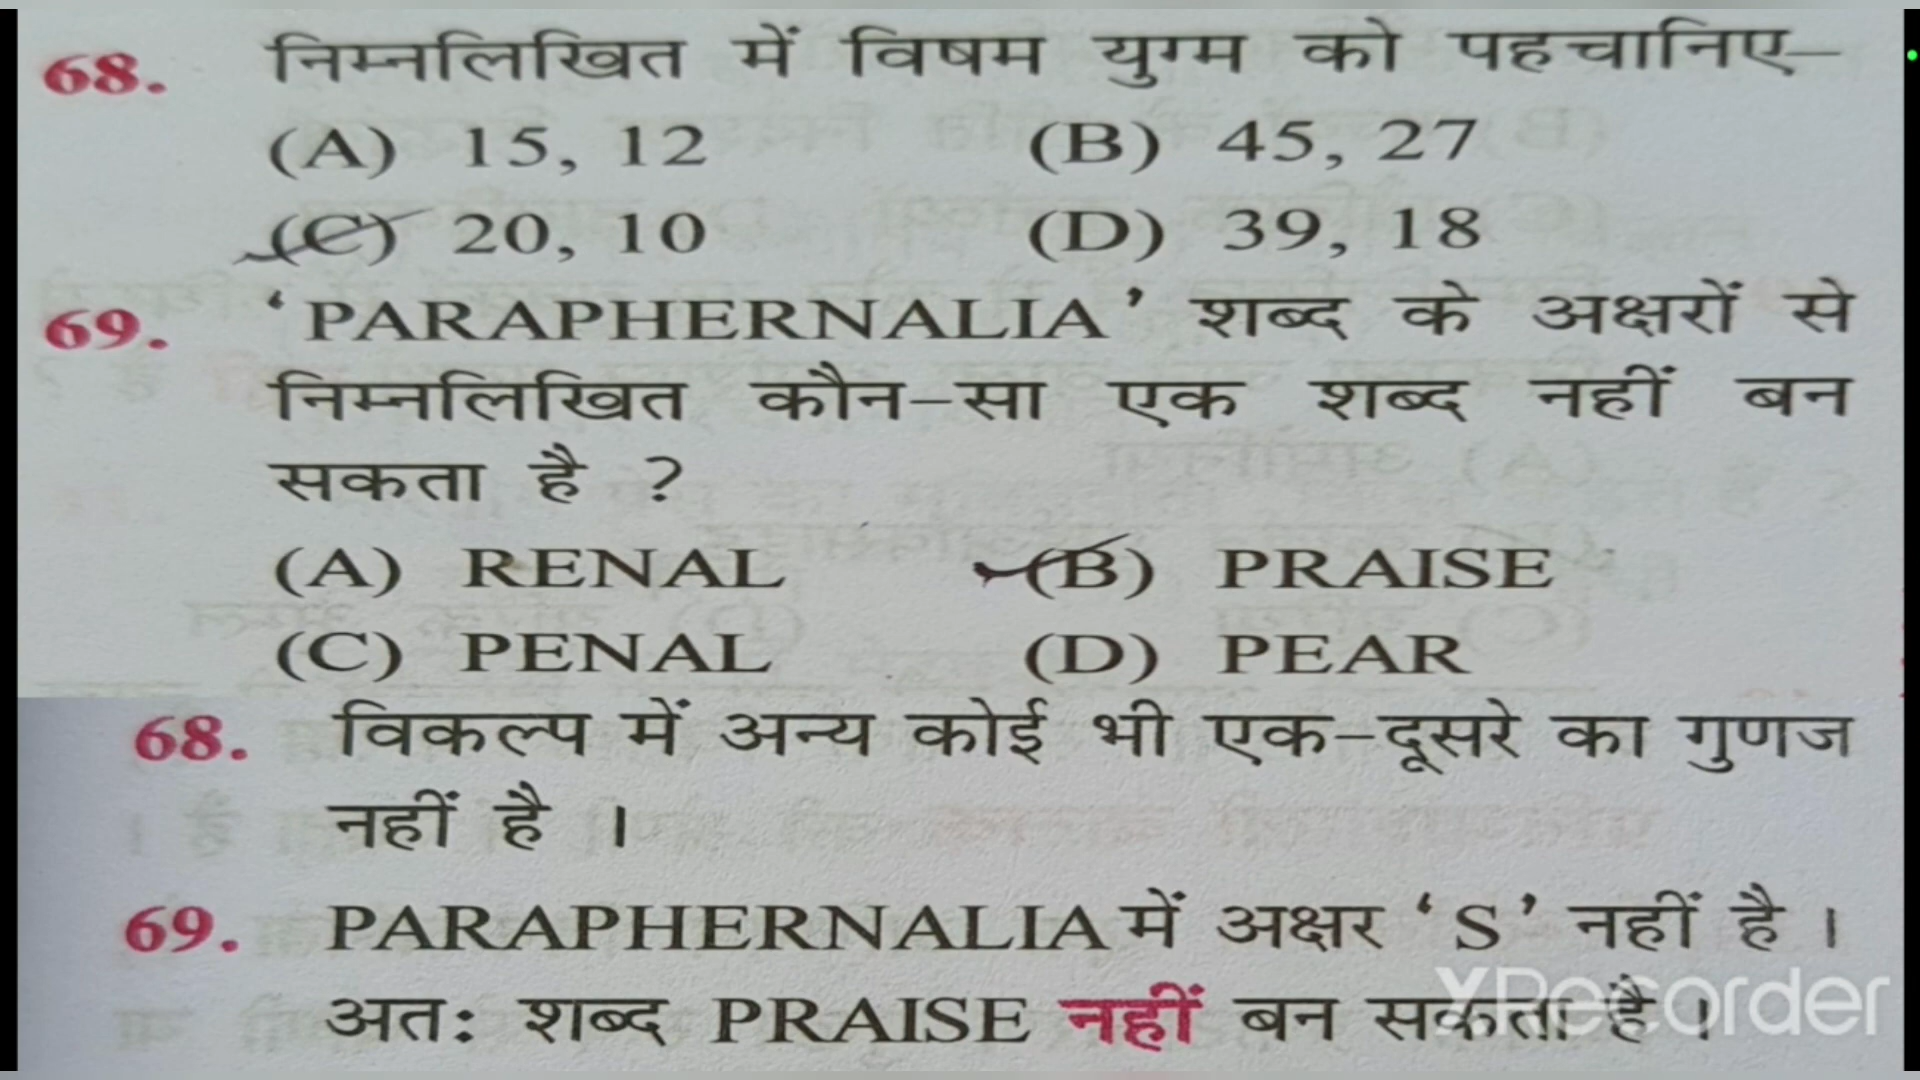 68. निम्नलिखित में विषम युग्म को पहचानिए–
(A) 15, 12 (B) 45, 27
(C) 20, 10 (D) 39, 18
69. ‘PARAPHERNALIA’ शब्द के अक्षरों से
निम्नलिखित कौन-सा एक शब्द नहीं बन
सकता है ?
(A) RENAL (B) PRAISE
(C) PENAL (D) PEAR
68. विकल्प में अन्य कोई भी एक-दूसरे का गुणज
नहीं है ।
69. PARAPHERNALIA में अक्षर ‘S’ नहीं है ।
अतः शब्द PRAISE नहीं बन सकता है ।
XRecorder